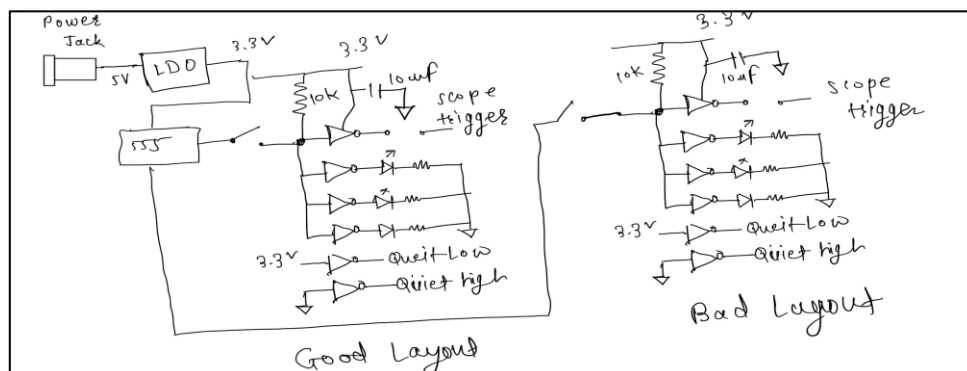 Power
Jack
5V
LDO
3.3V
555
3.3V
10k
10uf
scope
trigger
3.3V
Queit Low
Quiet high
Good Layout
3.3V
10k
10uf
scope
trigger
3.3V
Queit Low
Quiet high
Bad Layout